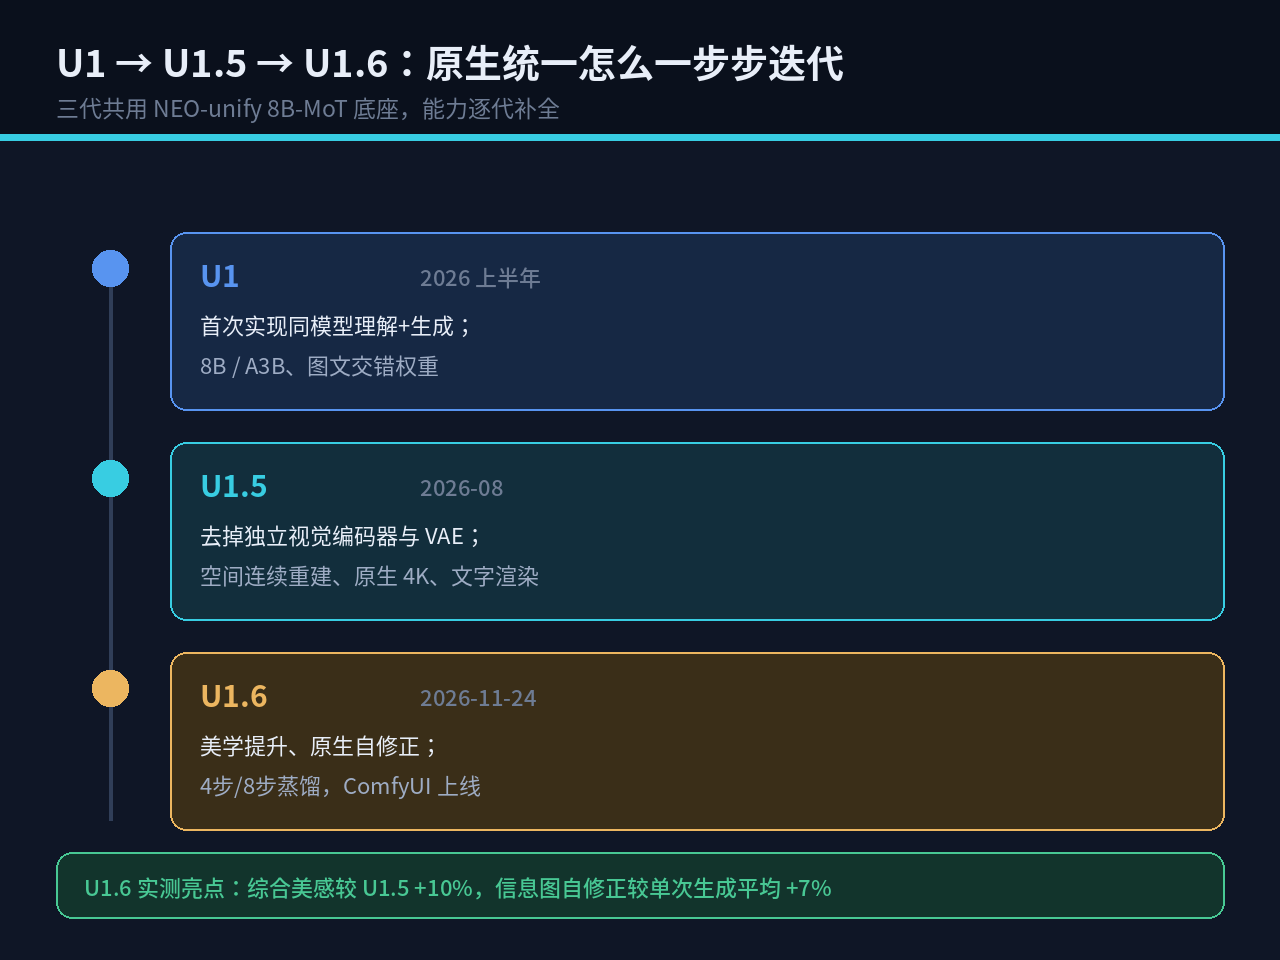 U1 → U1.5 → U1.6：原生统一怎么一步步迭代
三代共用 NEO-unify 8B-MoT 底座，能力逐代补全
U1 2026 上半年
首次实现同模型理解+生成；
8B / A3B、图文交错权重
U1.5 2026-08
去掉独立视觉编码器与 VAE；
空间连续重建、原生 4K、文字渲染
U1.6 2026-11-24
美学提升、原生自修正；
4步/8步蒸馏，ComfyUI 上线
U1.6 实测亮点：综合美感较 U1.5 +10%，信息图自修正较单次生成平均 +7%